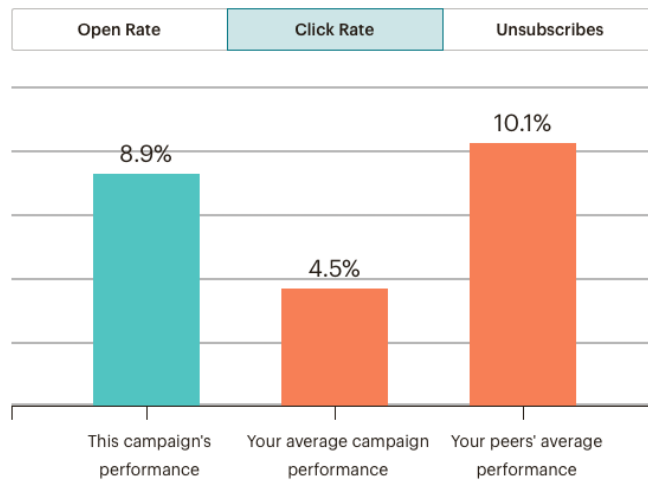 Open Rate
Click Rate
Unsubscribes
8.9%
4.5%
10.1%
This campaign's
performance
Your average campaign
performance
Your peers' average
performance